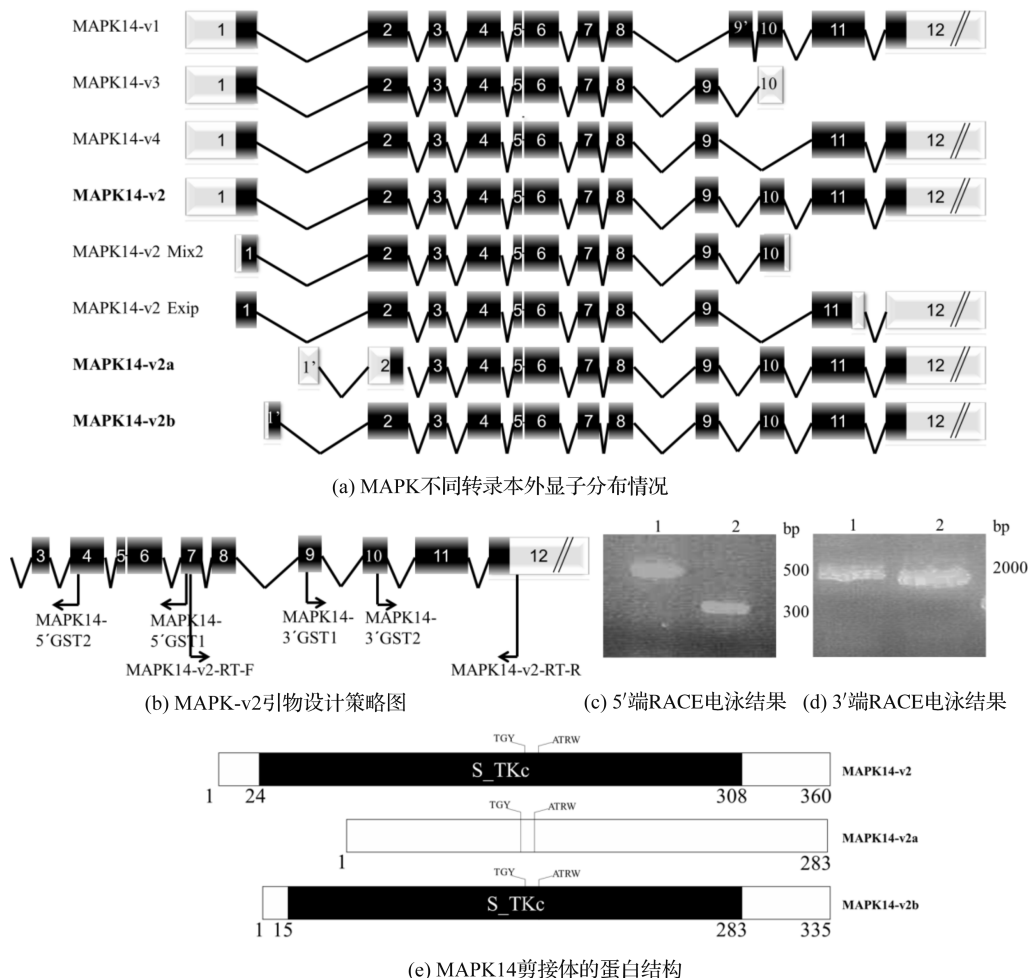 MAPK14-v1
1 2 3 4 5 6 7 8 9’ 10 11 12
MAPK14-v3
1 2 3 4 5 6 7 8 9 10
MAPK14-v4
1 2 3 4 5 6 7 8 9 11 12
MAPK14-v2
1 2 3 4 5 6 7 8 9 10 11 12
MAPK14-v2 Mix2
1 2 3 4 5 6 7 8 9 10
MAPK14-v2 Exip
1 2 3 4 5 6 7 8 9 11 12
MAPK14-v2a
1’ 2 3 4 5 6 7 8 9 10 11 12
MAPK14-v2b
1’ 2 3 4 5 6 7 8 9 10 11 12
(a) MAPK不同转录本外显子分布情况
3 4 5 6 7 8 9 10 11 12
MAPK14-
5′GST2
MAPK14-
5′GST1
MAPK14-
3′GST1
MAPK14-
3′GST2
MAPK14-v2-RT-F
MAPK14-v2-RT-R
(b) MAPK-v2引物设计策略图
1 2 bp
500
300
(c) 5′端RACE电泳结果
1 2 bp
2000
(d) 3′端RACE电泳结果
TGY ATRW
S_TKc
MAPK14-v2
1 24 308 360
TGY ATRW
MAPK14-v2a
1 283
TGY ATRW
S_TKc
MAPK14-v2b
1 15 283 335
(e) MAPK14剪接体的蛋白结构